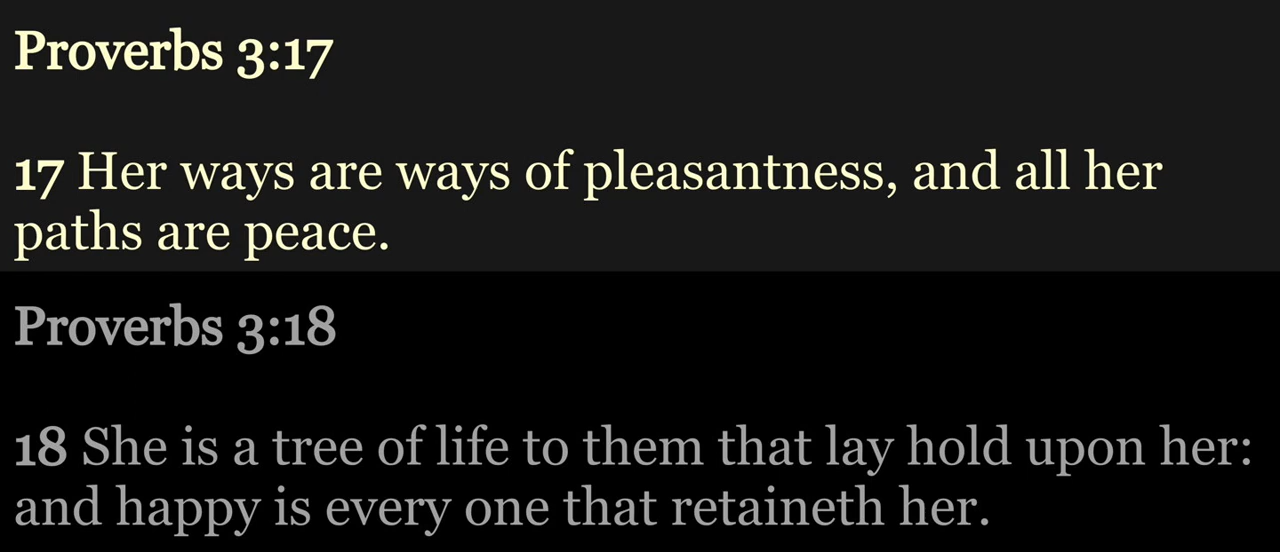 Proverbs 3:17
17 Her ways are ways of pleasantness, and all her
paths are peace.
Proverbs 3:18
18 She is a tree of life to them that lay hold upon her:
and happy is every one that retaineth her.